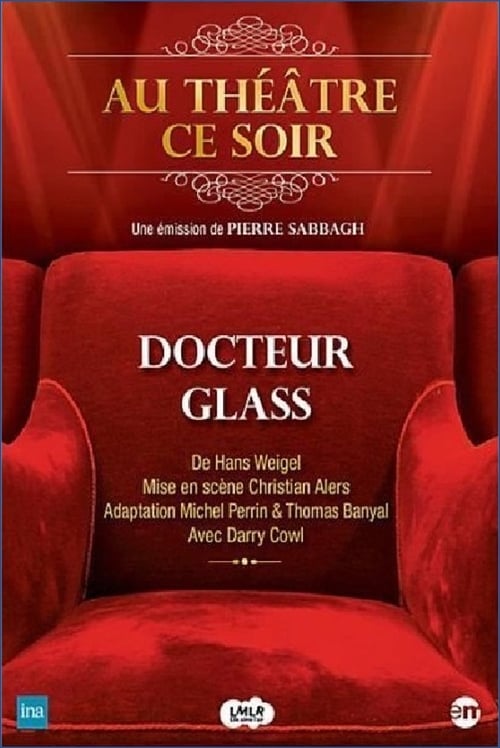 AU THÉÂTRE
CE SOIR
Une émission de PIERRE SABBAGH
DOCTEUR
GLASS
De Hans Weigel
Mise en scène Christian Alers
Adaptation Michel Perrin & Thomas Banyal
Avec Darry Cowl
ina
LMLR
em